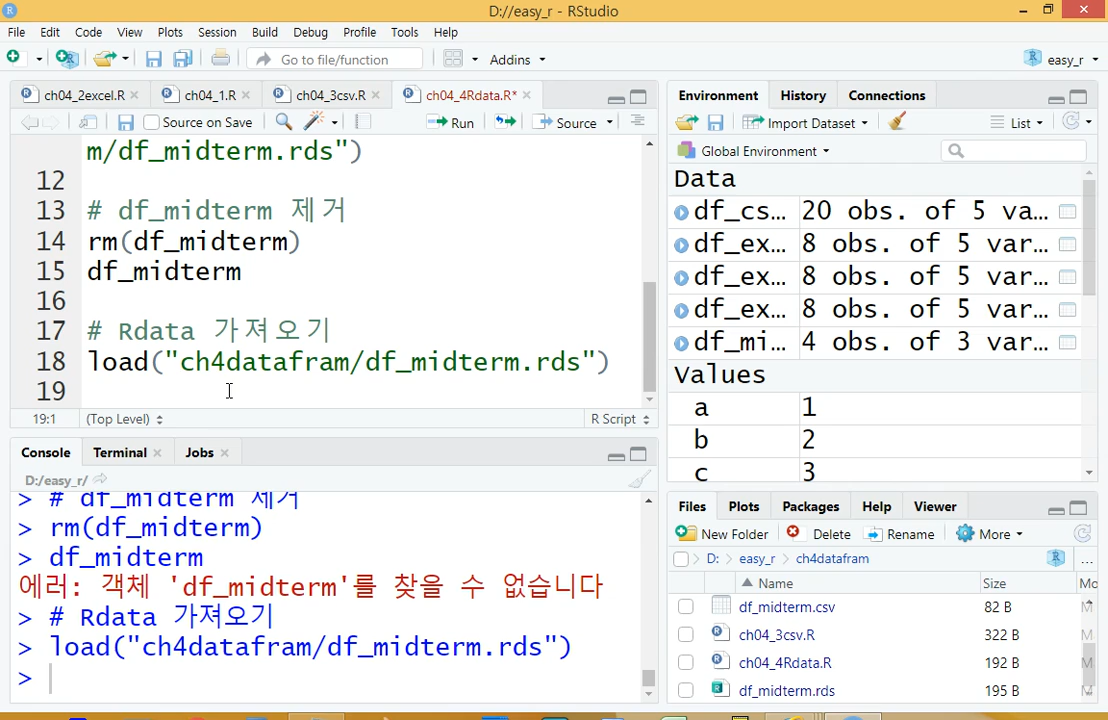 D://easy_r - RStudio
File Edit Code View Plots Session Build Debug Profile Tools Help
Go to file/function Addins easy_r
ch04_2excel.R ch04_1.R ch04_3csv.R ch04_4Rdata.R*
Source on Save Run Source
m/df_midterm.rds")
12
13 # df_midterm 제거
14 rm(df_midterm)
15 df_midterm
16
17 # Rdata 가져오기
18 load("ch4datafram/df_midterm.rds")
19
19:1 (Top Level) R Script
Console Terminal Jobs
D:/easy_r/
> # df_midterm 제거
> rm(df_midterm)
> df_midterm
에러: 객체 'df_midterm'를 찾을 수 없습니다
> # Rdata 가져오기
> load("ch4datafram/df_midterm.rds")
>
Environment History Connections
Import Dataset List
Global Environment
Data
df_cs... 20 obs. of 5 va...
df_ex... 8 obs. of 5 var...
df_ex... 8 obs. of 5 var...
df_ex... 8 obs. of 5 var...
df_mi... 4 obs. of 3 var...
Values
a 1
b 2
c 3
Files Plots Packages Help Viewer
New Folder Delete Rename More
D: easy_r ch4datafram ...
Name Size Mo
df_midterm.csv 82 B M
ch04_3csv.R 322 B M
ch04_4Rdata.R 192 B M
df_midterm.rds 195 B M